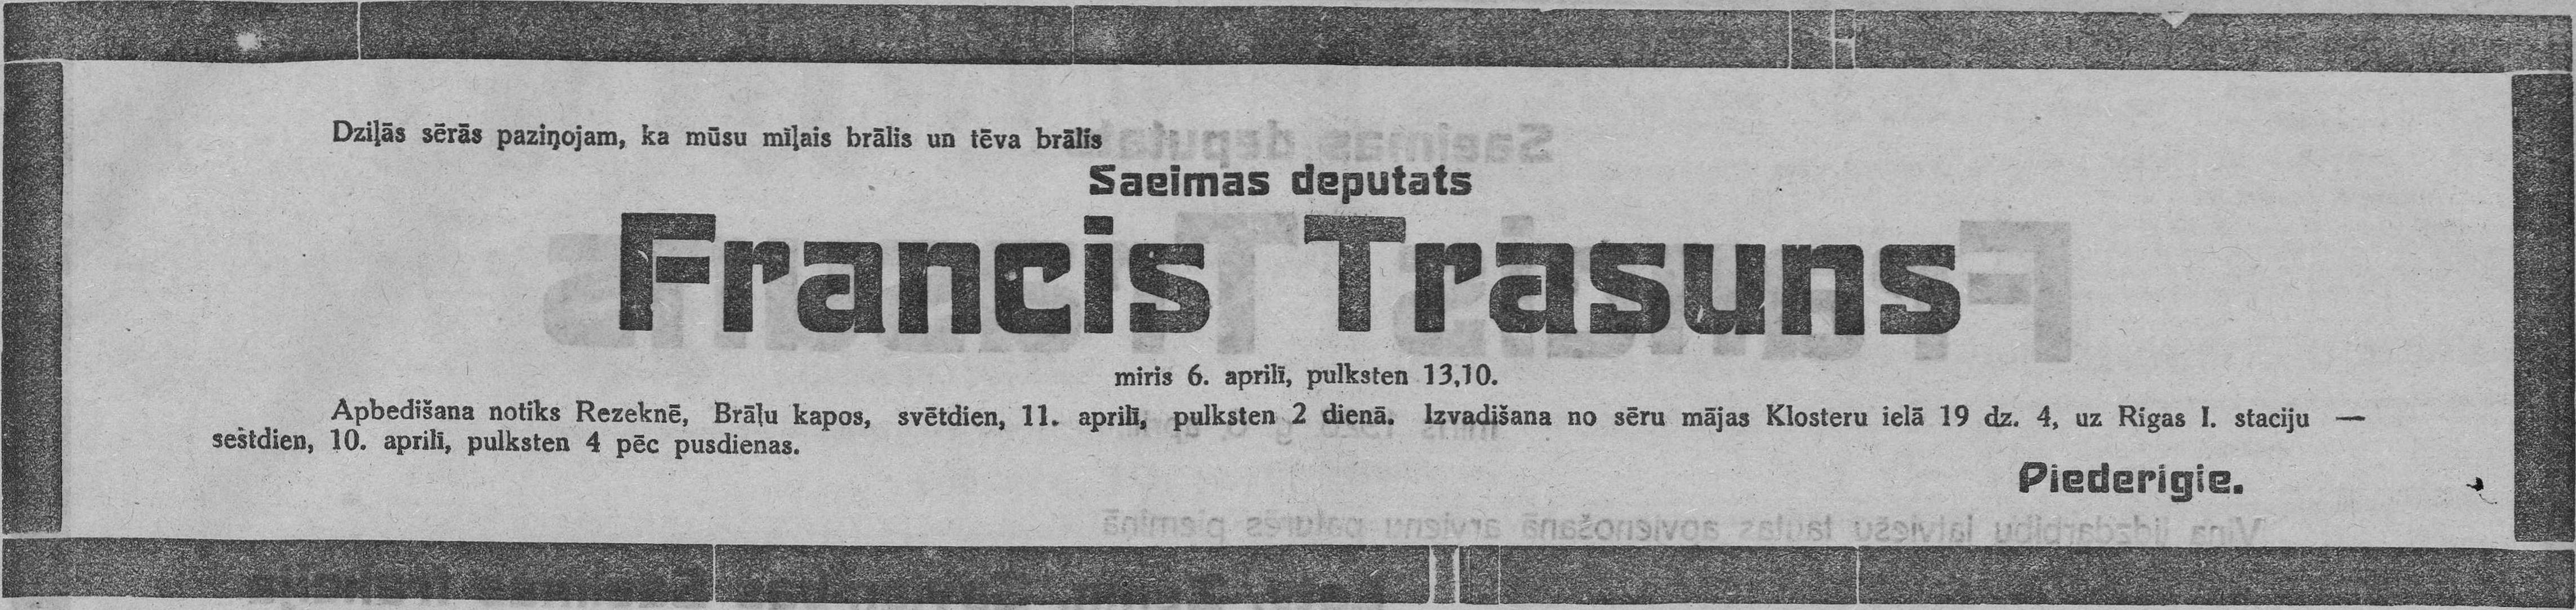 Dziļās sērās paziņojam, ka mūsu mīļais brālis un tēva brālis
Saeimas deputats
Francis Trasuns
miris 6. aprilī, pulksten 13,10.
Apbedišana notiks Rezeknē, Brāļu kapos, svētdien, 11. aprilī, pulksten 2 dienā. Izvadišana no sēru mājas Klosteru ielā 19 dz. 4, uz Rigas I. staciju —
sestdien, 10. aprilī, pulksten 4 pēc pusdienas.
Piederigie.